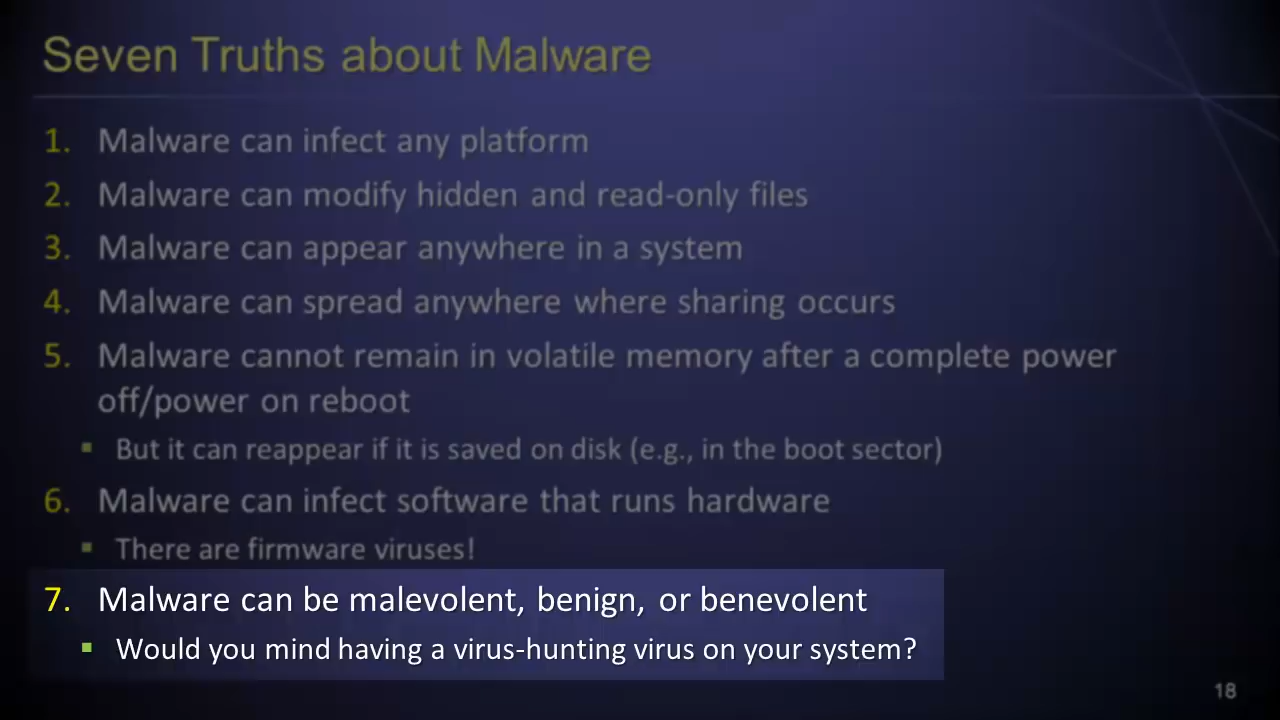 Seven Truths about Malware
1. Malware can infect any platform
2. Malware can modify hidden and read-only files
3. Malware can appear anywhere in a system
4. Malware can spread anywhere where sharing occurs
5. Malware cannot remain in volatile memory after a complete power
off/power on reboot
▪ But it can reappear if it is saved on disk (e.g., in the boot sector)
6. Malware can infect software that runs hardware
▪ There are firmware viruses!
7. Malware can be malevolent, benign, or benevolent
▪ Would you mind having a virus-hunting virus on your system?
18